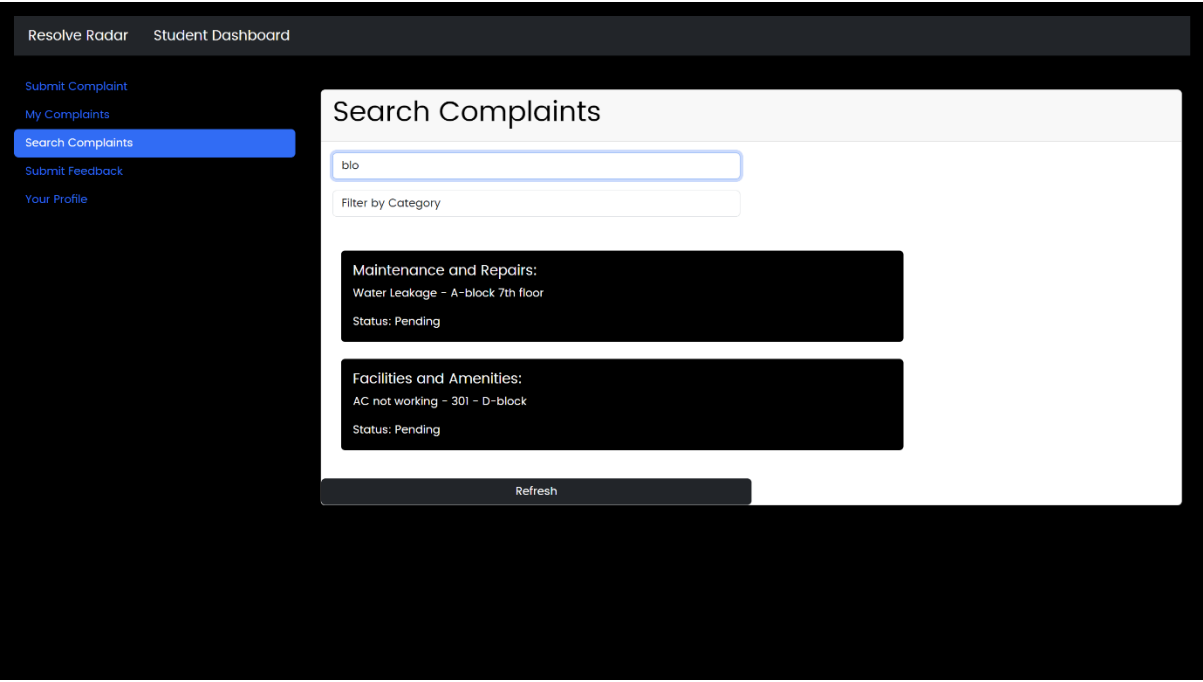 Resolve Radar Student Dashboard
Submit Complaint
My Complaints
Search Complaints
Submit Feedback
Your Profile
Search Complaints
blo
Filter by Category
Maintenance and Repairs:
Water Leakage - A-block 7th floor
Status: Pending
Facilities and Amenities:
AC not working - 301 - D-block
Status: Pending
Refresh